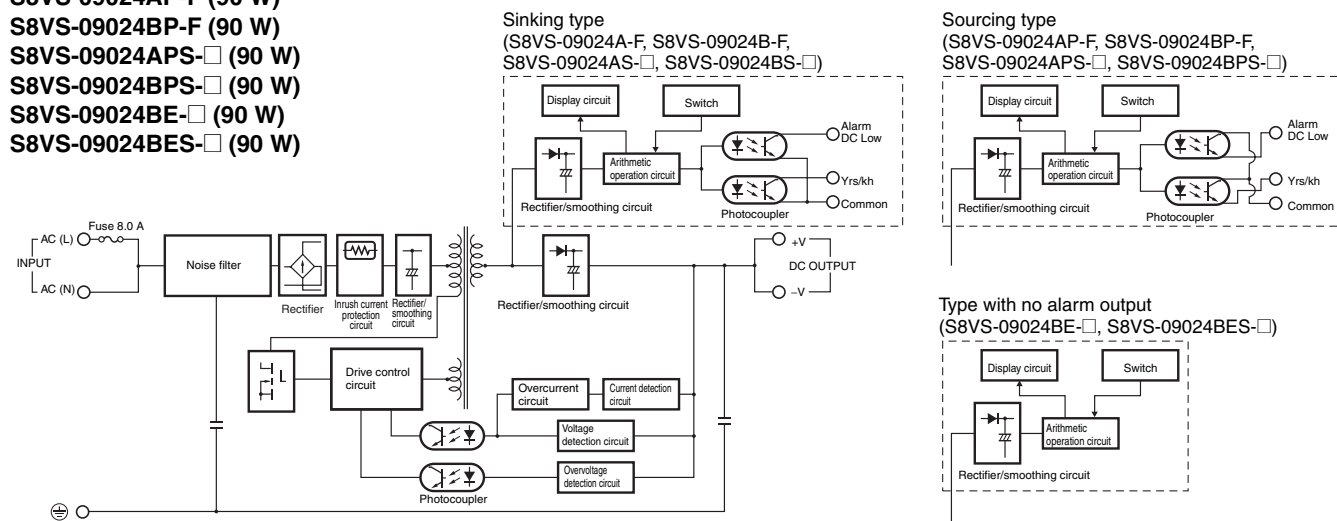 S8VS-09024AP-F (90 W)
S8VS-09024BP-F (90 W)
S8VS-09024APS-□ (90 W)
S8VS-09024BPS-□ (90 W)
S8VS-09024BE-□ (90 W)
S8VS-09024BES-□ (90 W)
Sinking type
(S8VS-09024A-F, S8VS-09024B-F,
S8VS-09024AS-□, S8VS-09024BS-□)
Display circuit
Switch
Arithmetic
operation circuit
Rectifier/smoothing circuit
Photocoupler
Alarm
DC Low
Yrs/kh
Common
Sourcing type
(S8VS-09024AP-F, S8VS-09024BP-F,
S8VS-09024APS-□, S8VS-09024BPS-□)
Display circuit
Switch
Arithmetic
operation circuit
Rectifier/smoothing circuit
Photocoupler
Alarm
DC Low
Yrs/kh
Common
AC (L)
Fuse 8.0 A
INPUT
AC (N)
Noise filter
Rectifier
Inrush current
protection
circuit
Rectifier/
smoothing
circuit
Rectifier/smoothing circuit
+V
DC OUTPUT
−V
Drive control
circuit
Overcurrent
circuit
Current detection
circuit
Voltage
detection circuit
Overvoltage
detection circuit
Photocoupler
Type with no alarm output
(S8VS-09024BE-□, S8VS-09024BES-□)
Display circuit
Switch
Arithmetic
operation circuit
Rectifier/smoothing circuit